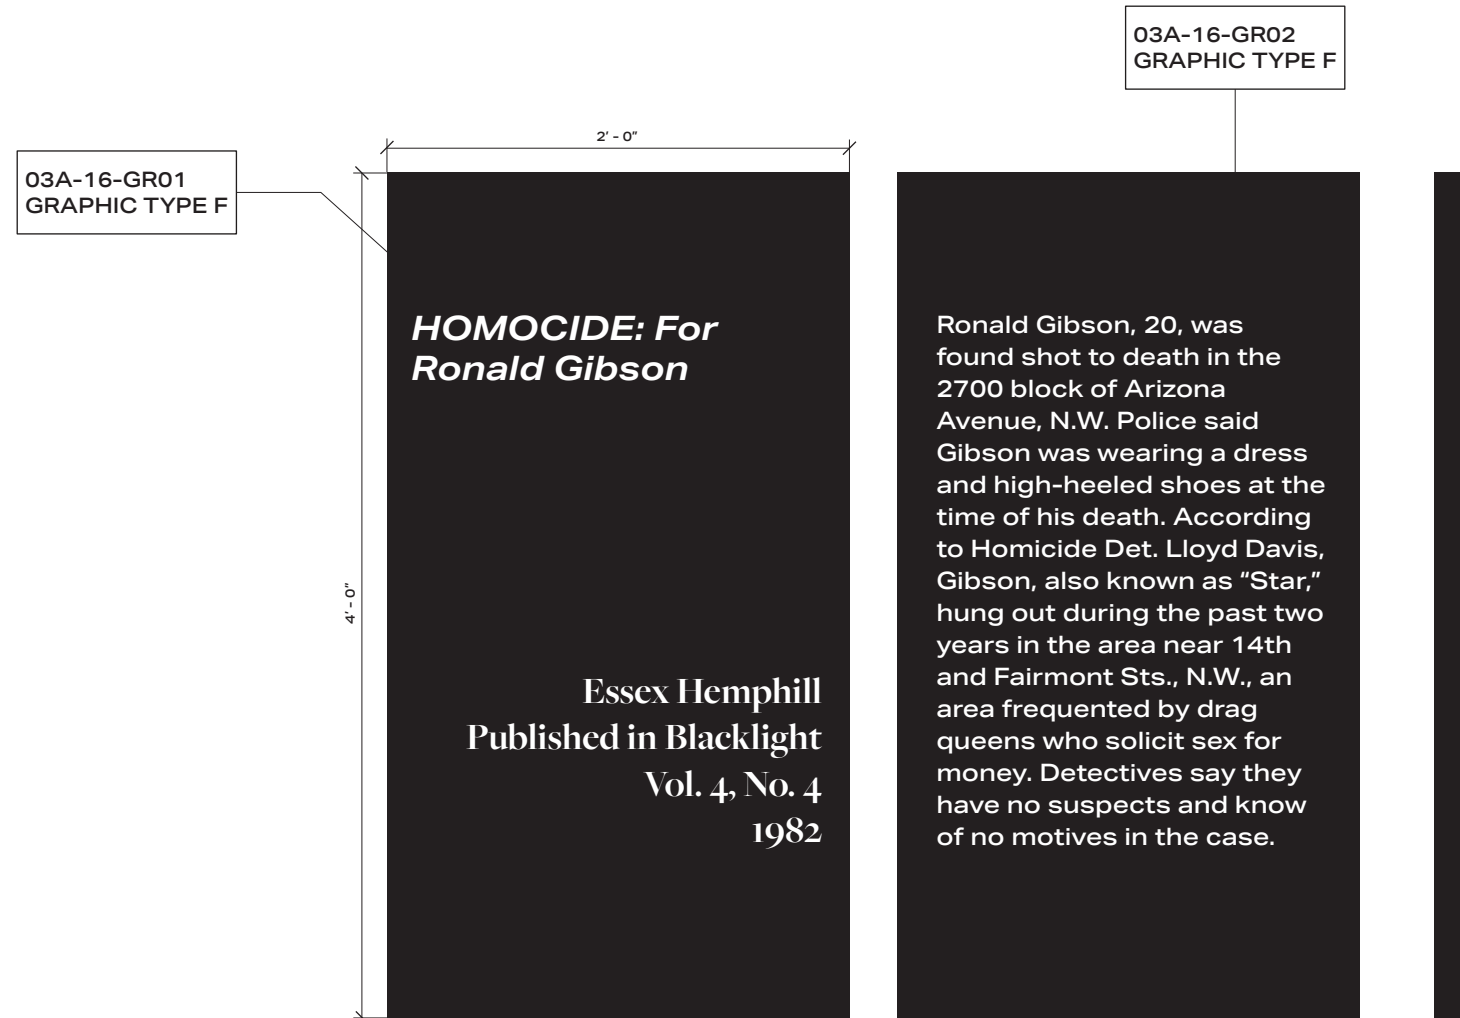 03A-16-GR02
GRAPHIC TYPE F
2' - 0"
03A-16-GR01
GRAPHIC TYPE F
4' - 0"
HOMOCIDE: For
Ronald Gibson
Essex Hemphill
Published in Blacklight
Vol. 4, No. 4
1982
Ronald Gibson, 20, was
found shot to death in the
2700 block of Arizona
Avenue, N.W. Police said
Gibson was wearing a dress
and high-heeled shoes at the
time of his death. According
to Homicide Det. Lloyd Davis,
Gibson, also known as “Star,”
hung out during the past two
years in the area near 14th
and Fairmont Sts., N.W., an
area frequented by drag
queens who solicit sex for
money. Detectives say they
have no suspects and know
of no motives in the case.